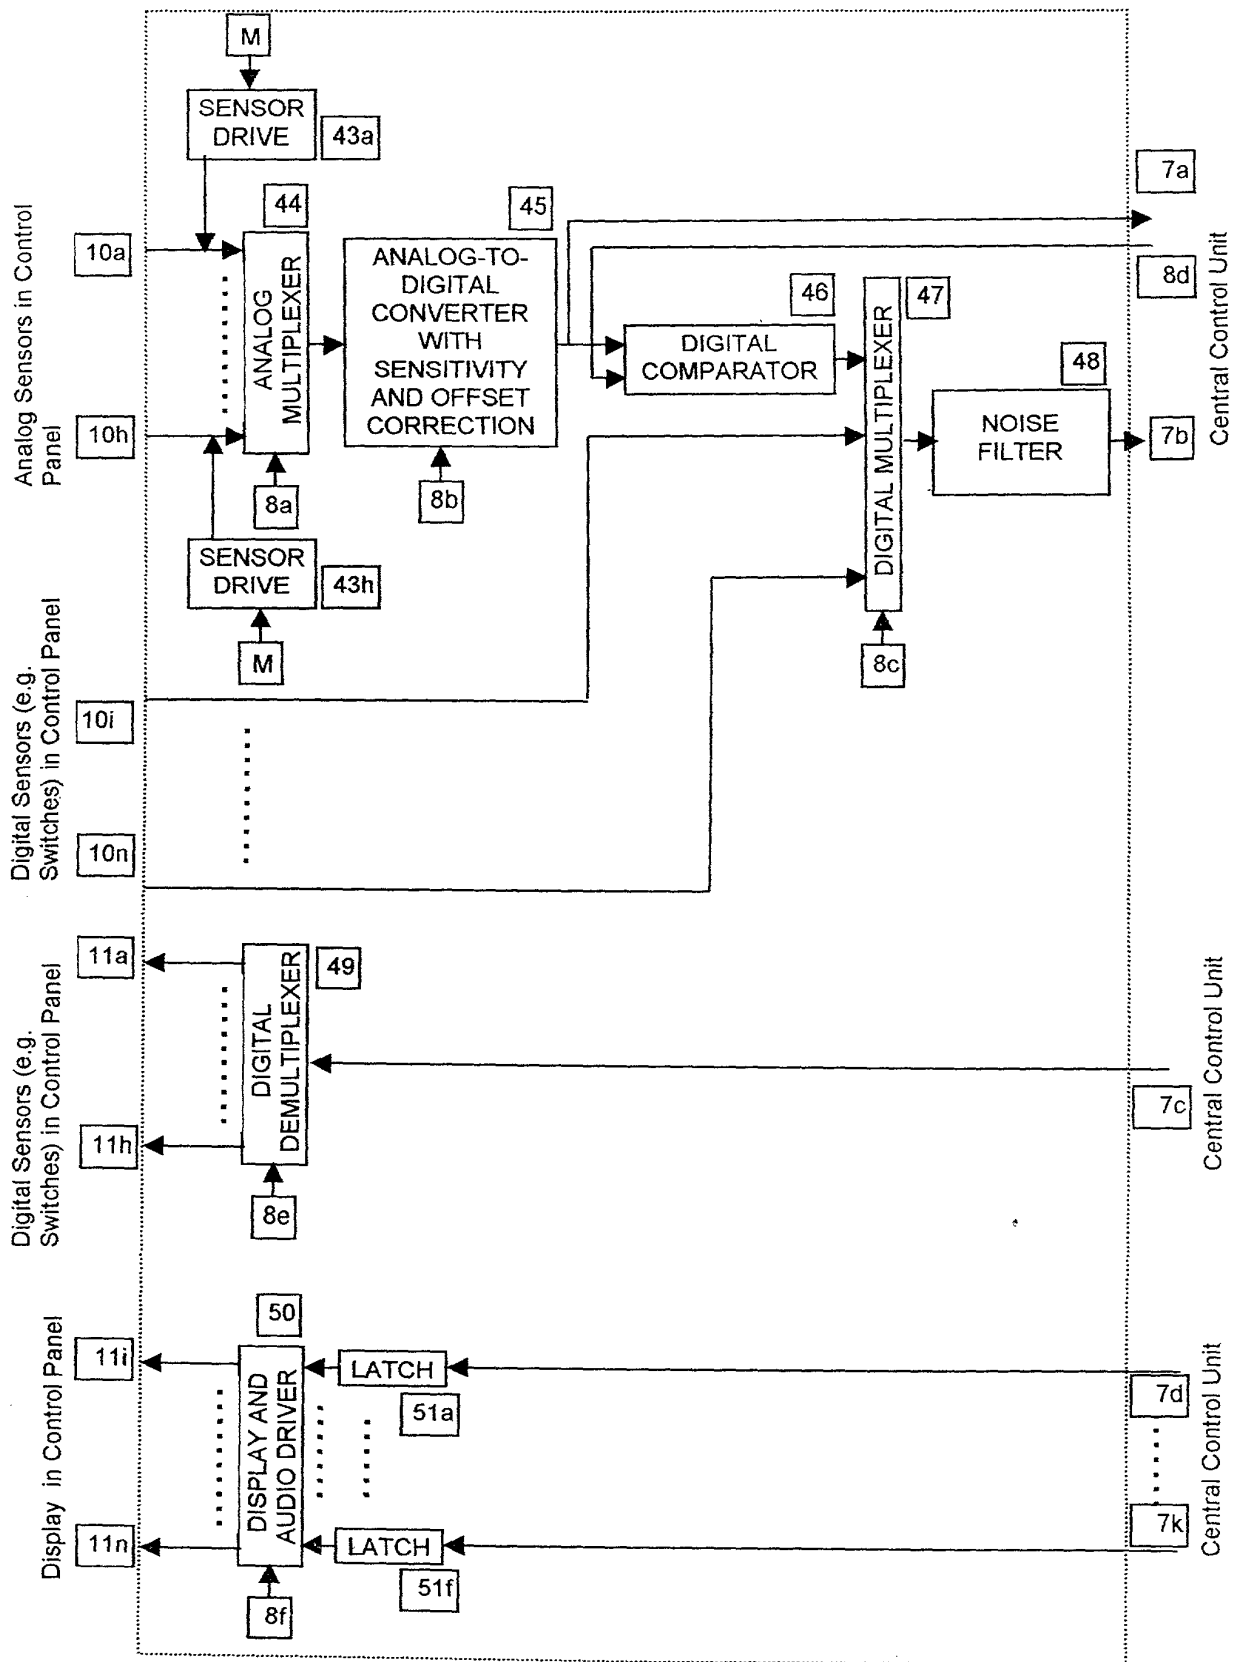 M
SENSOR
DRIVE
43a
7a
44
45
10a
ANALOG
MULTIPLEXER
ANALOG-TO-
DIGITAL
CONVERTER
WITH
SENSITIVITY
AND OFFSET
CORRECTION
8d
46
47
DIGITAL
COMPARATOR
DIGITAL MULTIPLEXER
48
NOISE
FILTER
7b
Central Control Unit
Analog Sensors in Control
Panel
10h
8a
8b
SENSOR
DRIVE
43h
M
8c
Digital Sensors (e.g.
Switches) in Control Panel
10i
10n
11a
49
DIGITAL
DEMULTIPLEXER
Digital Sensors (e.g.
Switches) in Control Panel
7c
Central Control Unit
11h
8e
50
Display in Control Panel
11i
DISPLAY AND
AUDIO DRIVER
LATCH
51a
7d
Central Control Unit
7k
11n
LATCH
51f
8f